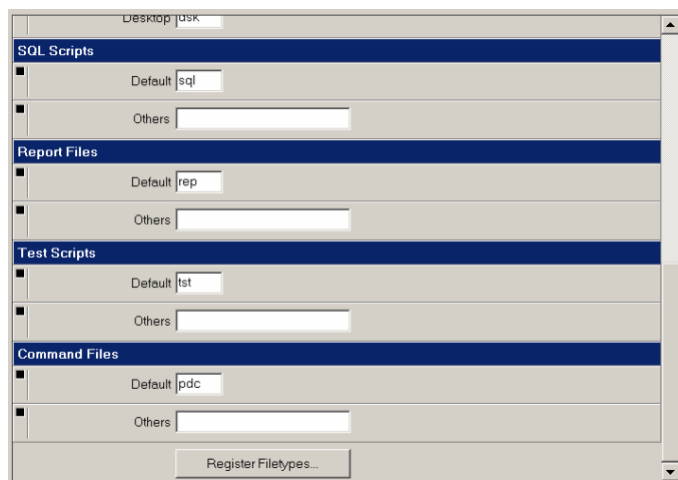 Desktop dsk
SQL Scripts
Default sql
Others
Report Files
Default rep
Others
Test Scripts
Default tst
Others
Command Files
Default pdc
Others
Register Filetypes...